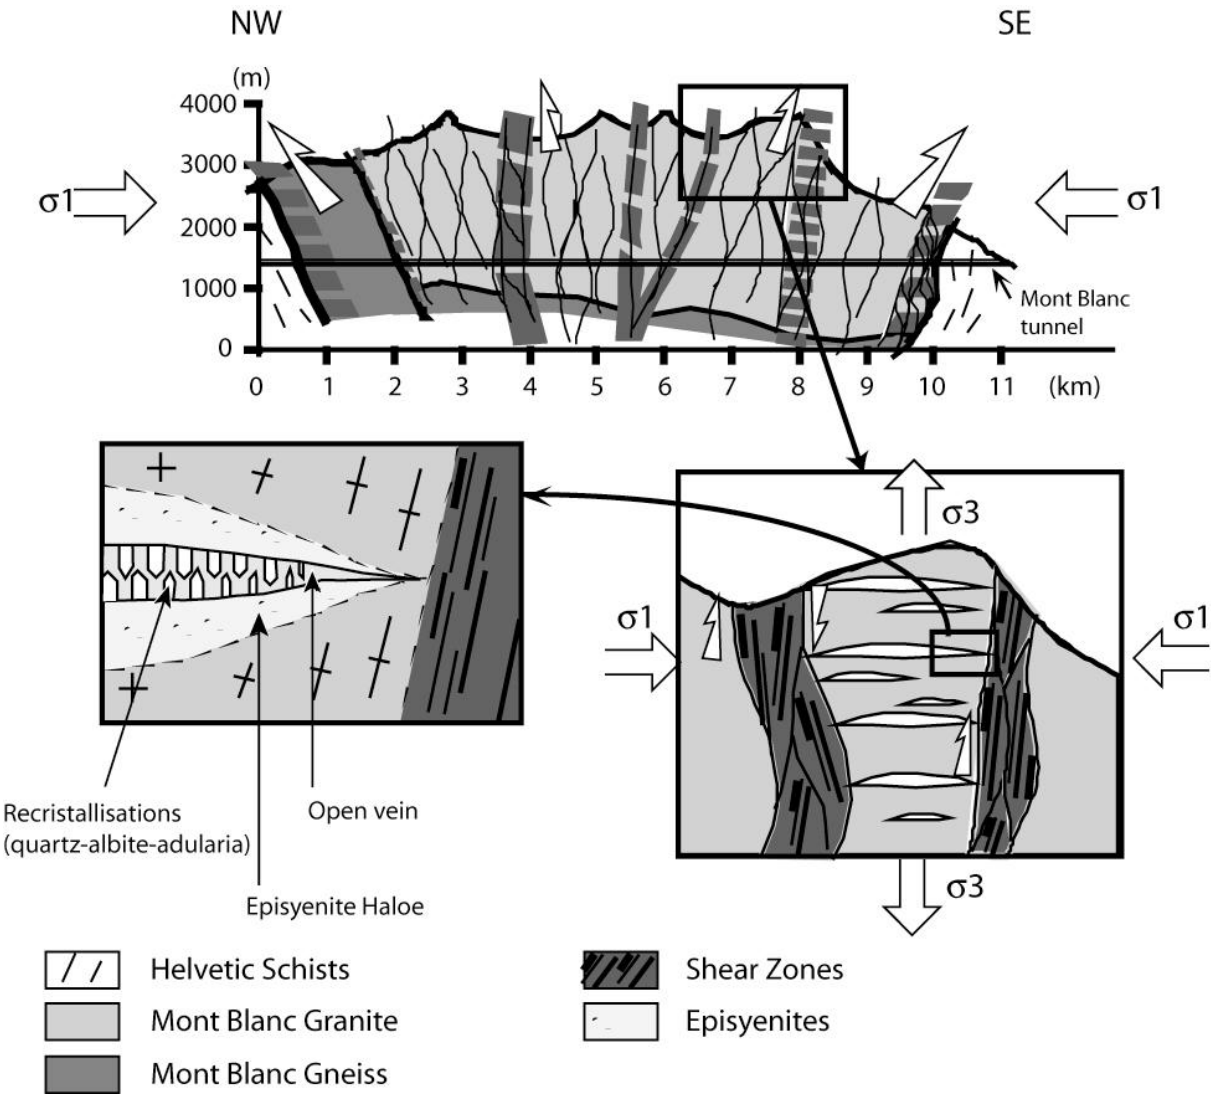 NW
SE
(m)
4000
3000
2000
1000
0
σ1
σ1
Mont Blanc
tunnel
0 1 2 3 4 5 6 7 8 9 10 11 (km)
σ3
σ1
σ1
σ3
Recristallisations
(quartz-albite-adularia)
Open vein
Episyenite Haloe
Helvetic Schists
Mont Blanc Granite
Mont Blanc Gneiss
Shear Zones
Episyenites